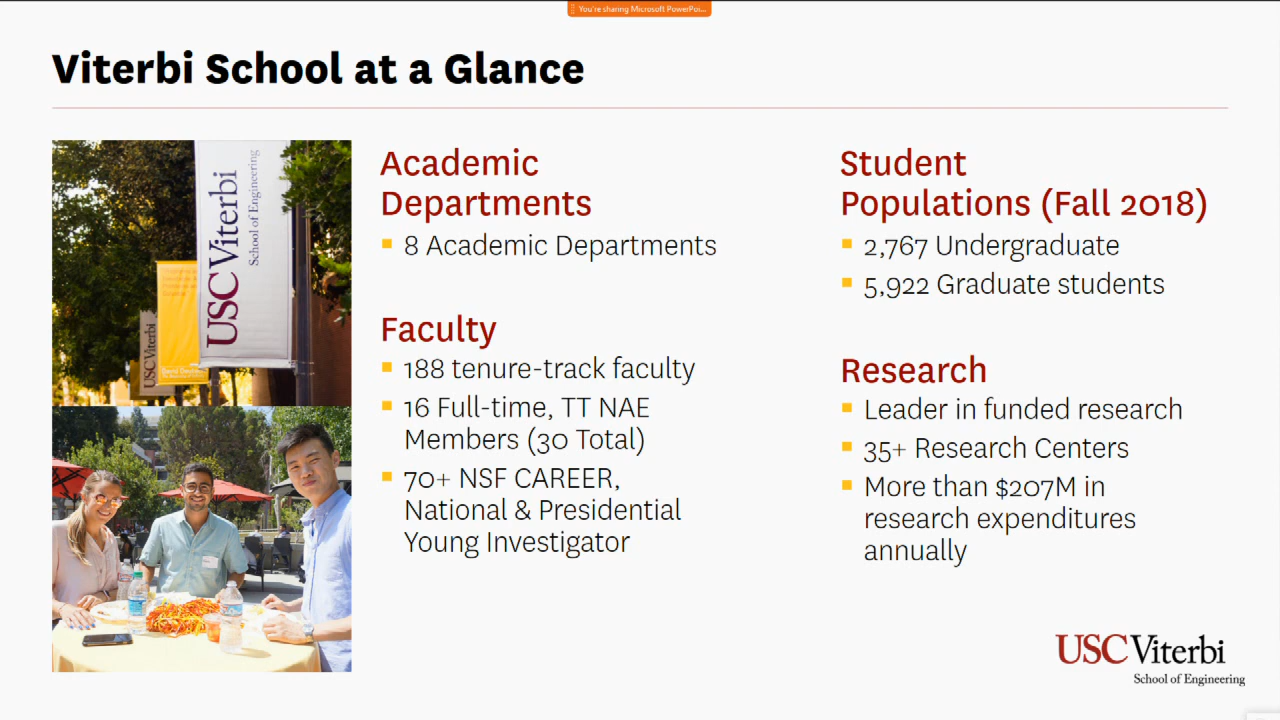 You're sharing Microsoft PowerPoi...
Viterbi School at a Glance
USC Viterbi
School of Engineering
USC Viterbi
Academic
Departments
8 Academic Departments
Faculty
188 tenure-track faculty
16 Full-time, TT NAE
Members (30 Total)
70+ NSF CAREER,
National & Presidential
Young Investigator
Student
Populations (Fall 2018)
2,767 Undergraduate
5,922 Graduate students
Research
Leader in funded research
35+ Research Centers
More than $207M in
research expenditures
annually
USC Viterbi
School of Engineering